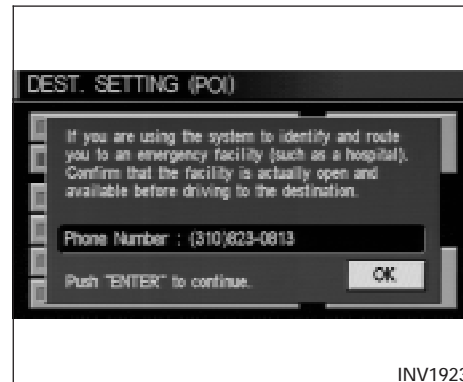 DEST. SETTING (POI)
If you are using the system to identify and route
you to an emergency facility (such as a hospital).
Confirm that the facility is actually open and
available before driving to the destination.
Phone Number : (310)823-0813
Push "ENTER" to continue.
OK
INV1923